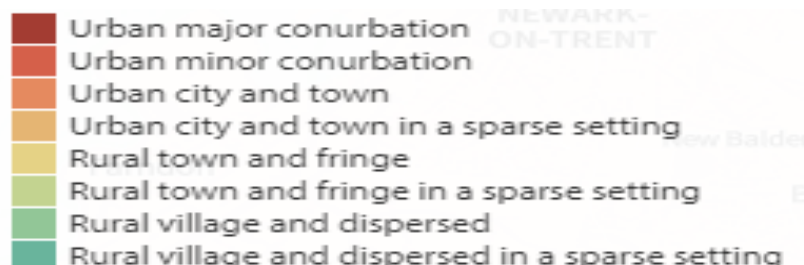 NEWARK-
ON-TRENT
Urban major conurbation
Urban minor conurbation
Urban city and town
Urban city and town in a sparse setting
New Balder
Rural town and fringe
Farndon
Rural town and fringe in a sparse setting
Rural village and dispersed
Rural village and dispersed in a sparse setting